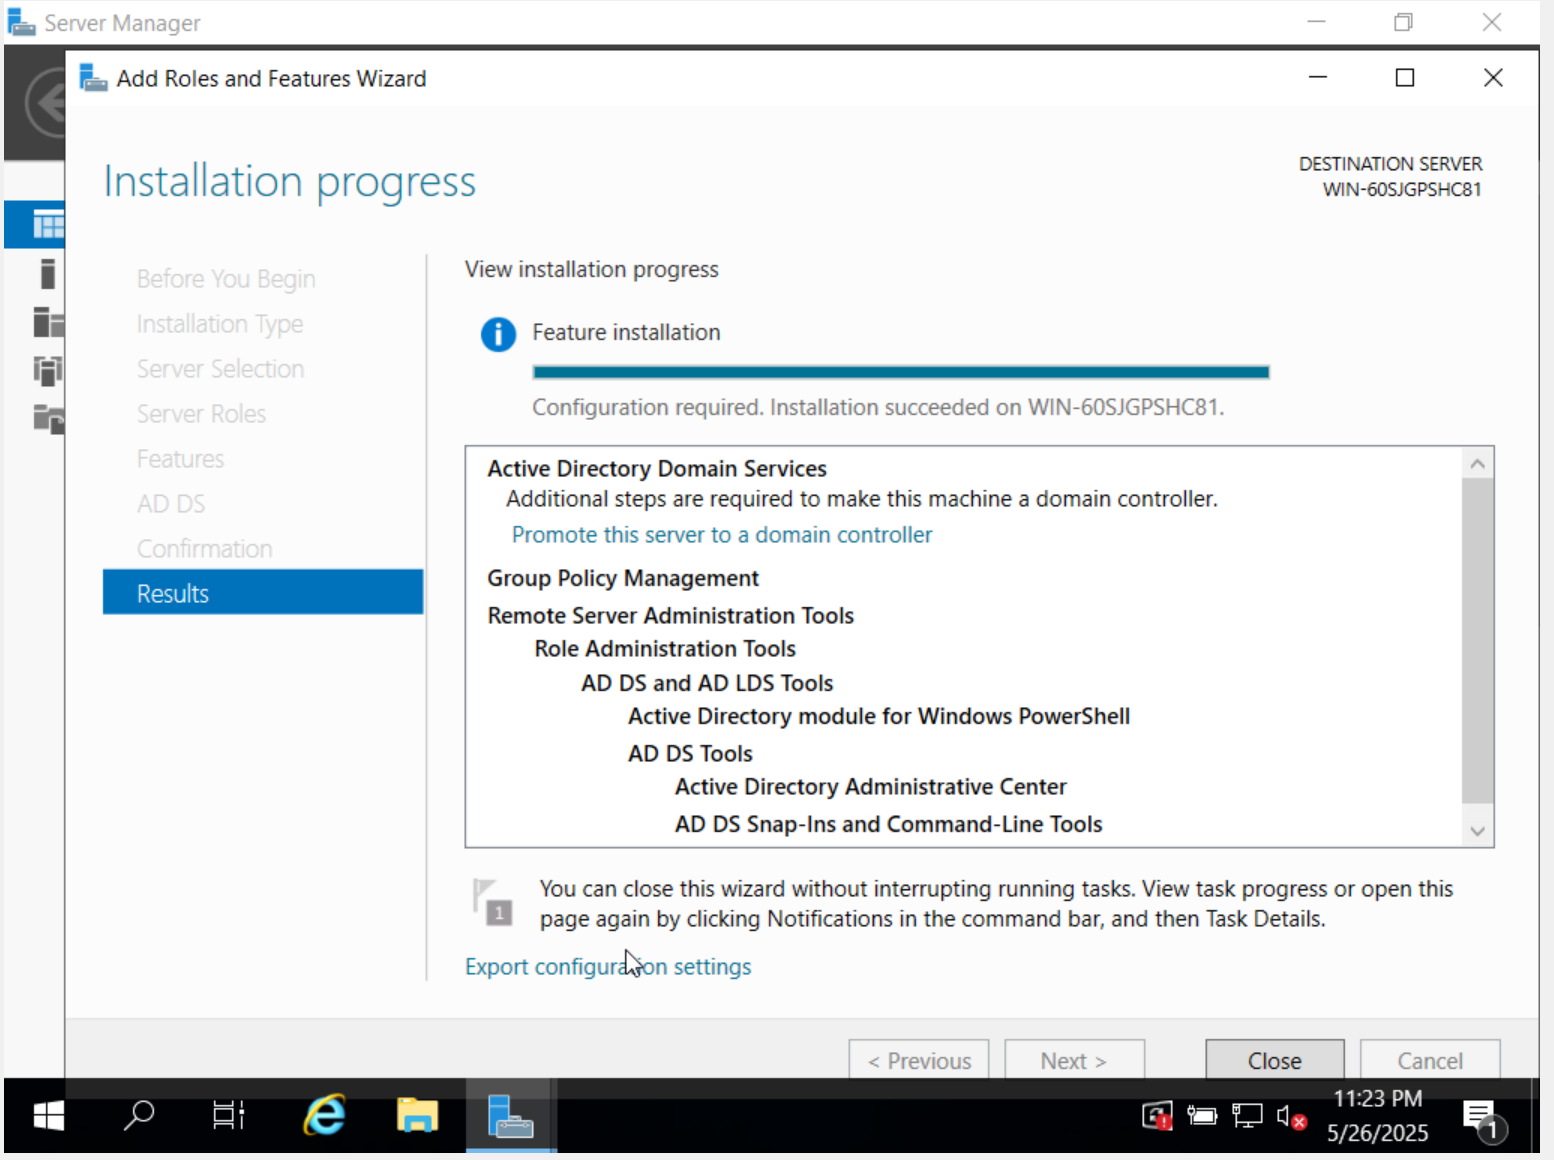 Server Manager
Add Roles and Features Wizard
Installation progress
DESTINATION SERVER
WIN-60SJGPSHC81
Before You Begin
Installation Type
Server Selection
Server Roles
Features
AD DS
Confirmation
Results
View installation progress
Feature installation
Configuration required. Installation succeeded on WIN-60SJGPSHC81.
Active Directory Domain Services
Additional steps are required to make this machine a domain controller.
Promote this server to a domain controller
Group Policy Management
Remote Server Administration Tools
Role Administration Tools
AD DS and AD LDS Tools
Active Directory module for Windows PowerShell
AD DS Tools
Active Directory Administrative Center
AD DS Snap-Ins and Command-Line Tools
1
You can close this wizard without interrupting running tasks. View task progress or open this
page again by clicking Notifications in the command bar, and then Task Details.
Export configuration settings
< Previous
Next >
Close
Cancel
11:23 PM
5/26/2025
1